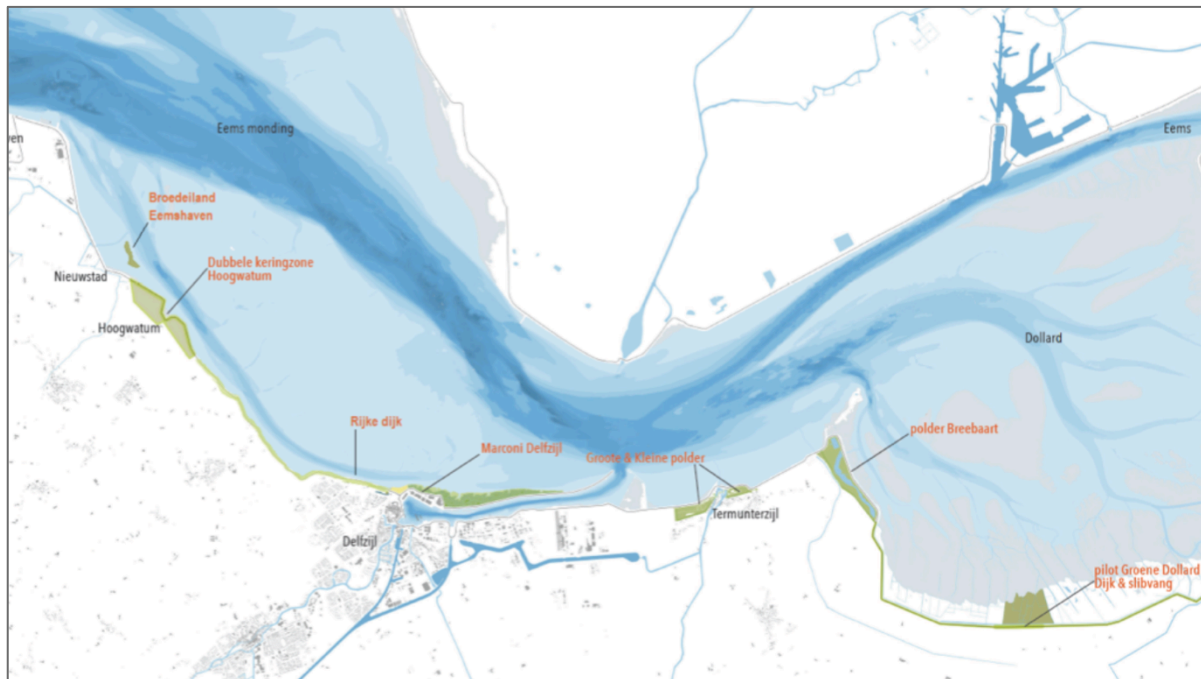 Eems monding
Eems
ven
Broedeiland
Eemshaven
Dubbele keringzone
Hoogwatum
Nieuwstad
Hoogwatum
Dollard
Rijke dijk
Marconi Delfzijl
Groote & Kleine polder
polder Breebaart
Termunterzijl
Delfzijl
pilot Groene Dollard
Dijk & slibvang